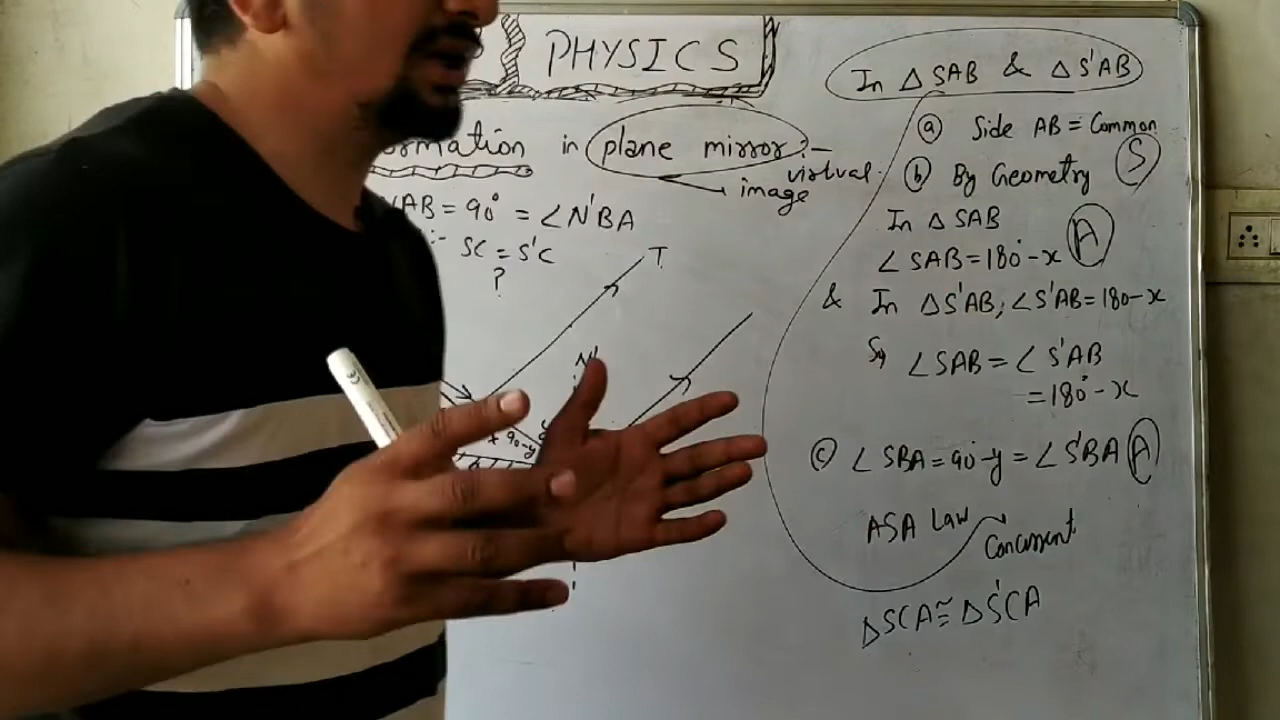 PHYSICS
rmation in plane mirror :-
virtual
image
AB = 90° = ∠N'BA
SC = S'C
?
T
N'
90-y
In Δ SAB & Δ S'AB
(a) Side AB = Common
(b) By Geometry (S)
In Δ SAB
∠ SAB = 180° - x (A)
& In ΔS'AB, ∠S'AB = 180 - x
∠SAB = ∠S'AB
= 180° - x
(c) ∠SBA = 90° - y = ∠S'BA (A)
ASA Law
ΔSCA ≅ ΔS'CA